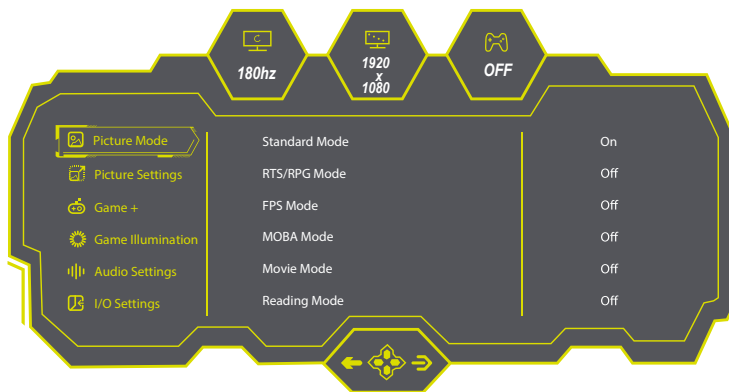 180hz
1920
x
1080
OFF
Picture Mode
Standard Mode
On
Picture Settings
RTS/RPG Mode
Off
Game +
FPS Mode
Off
Game Illumination
MOBA Mode
Off
Audio Settings
Movie Mode
Off
I/O Settings
Reading Mode
Off